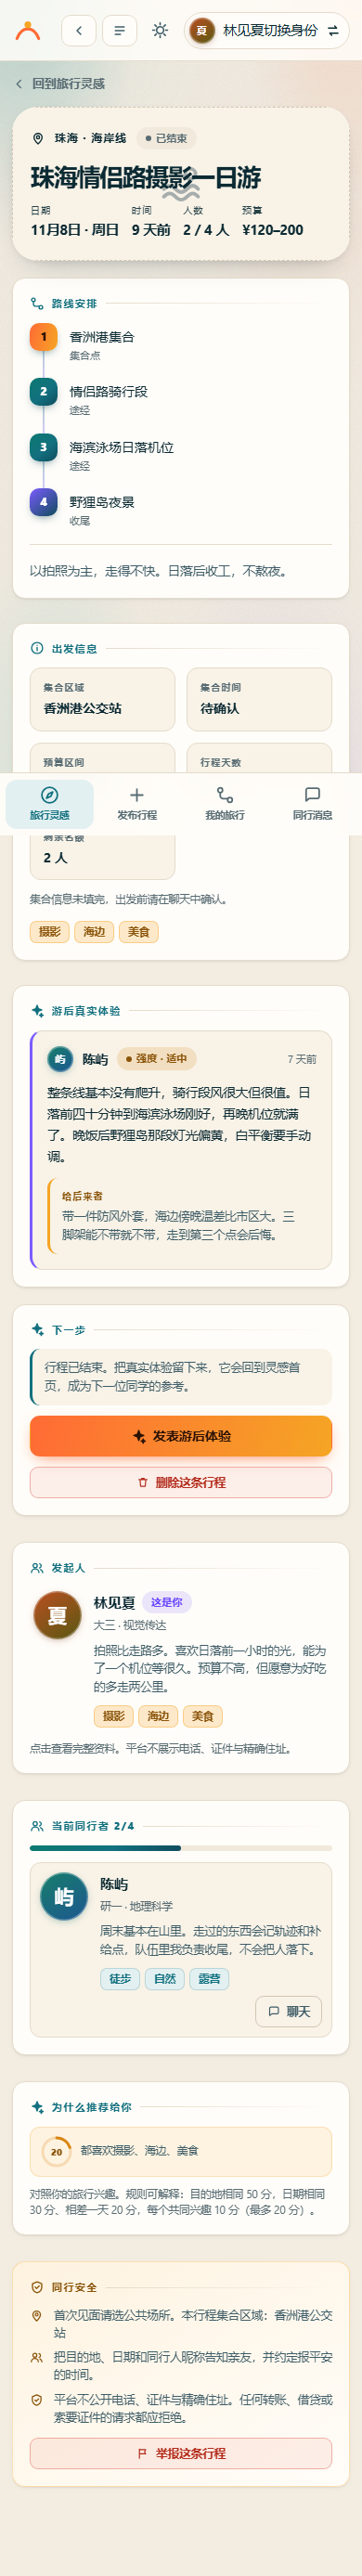 夏 林见夏切换身份
回到旅行灵感
珠海 · 海岸线 已结束
珠海情侣路摄影一日游
日期 时间 人数 预算
11月8日 · 周日 9 天前 2 / 4 人 ¥120–200
路线安排
1 香洲港集合
集合点
2 情侣路骑行段
途经
3 海滨泳场日落机位
途经
4 野狸岛夜景
收尾
以拍照为主，走得不快。日落后收工，不熬夜。
出发信息
集合区域 集合时间
香洲港公交站 待确认
预算区间 行程天数
旅行灵感 发布行程 我的旅行 同行消息
剩余名额
2 人
集合信息未填完，出发前请在聊天中确认。
摄影 海边 美食
游后真实体验
屿 陈屿 强度 · 适中 7 天前
整条线基本没有爬升，骑行段风很大但很值。日
落前四十分钟到海滨泳场刚好，再晚机位就满
了。晚饭后野狸岛那段灯光偏黄，白平衡要手动
调。
给后来者
带一件防风外套，海边傍晚温差比市区大。三
脚架能不带就不带，走到第三个点会后悔。
下一步
行程已结束。把真实体验留下来，它会回到灵感首
页，成为下一位同学的参考。
发表游后体验
删除这条行程
发起人
夏 林见夏 这是你
大三 · 视觉传达
拍照比走路多。喜欢日落前一小时的光，能为
了一个机位等很久。预算不高，但愿意为好吃
的多走两公里。
摄影 海边 美食
点击查看完整资料。平台不展示电话、证件与精确住址。
当前同行者 2/4
屿 陈屿
研一 · 地理科学
周末基本在山里。走过的东西会记轨迹和补
给点，队伍里我负责收尾，不会把人落下。
徒步 自然 露营
聊天
为什么推荐给你
20 都喜欢摄影、海边、美食
对照你的旅行兴趣。规则可解释：目的地相同 50 分，日期相同
30 分、相差一天 20 分，每个共同兴趣 10 分（最多 20 分）。
同行安全
首次见面请选公共场所。本行程集合区域：香洲港公交
站
把目的地、日期和同行人昵称告知亲友，并约定报平安
的时间。
平台不公开电话、证件与精确住址。任何转账、借贷或
索要证件的请求都应拒绝。
举报这条行程